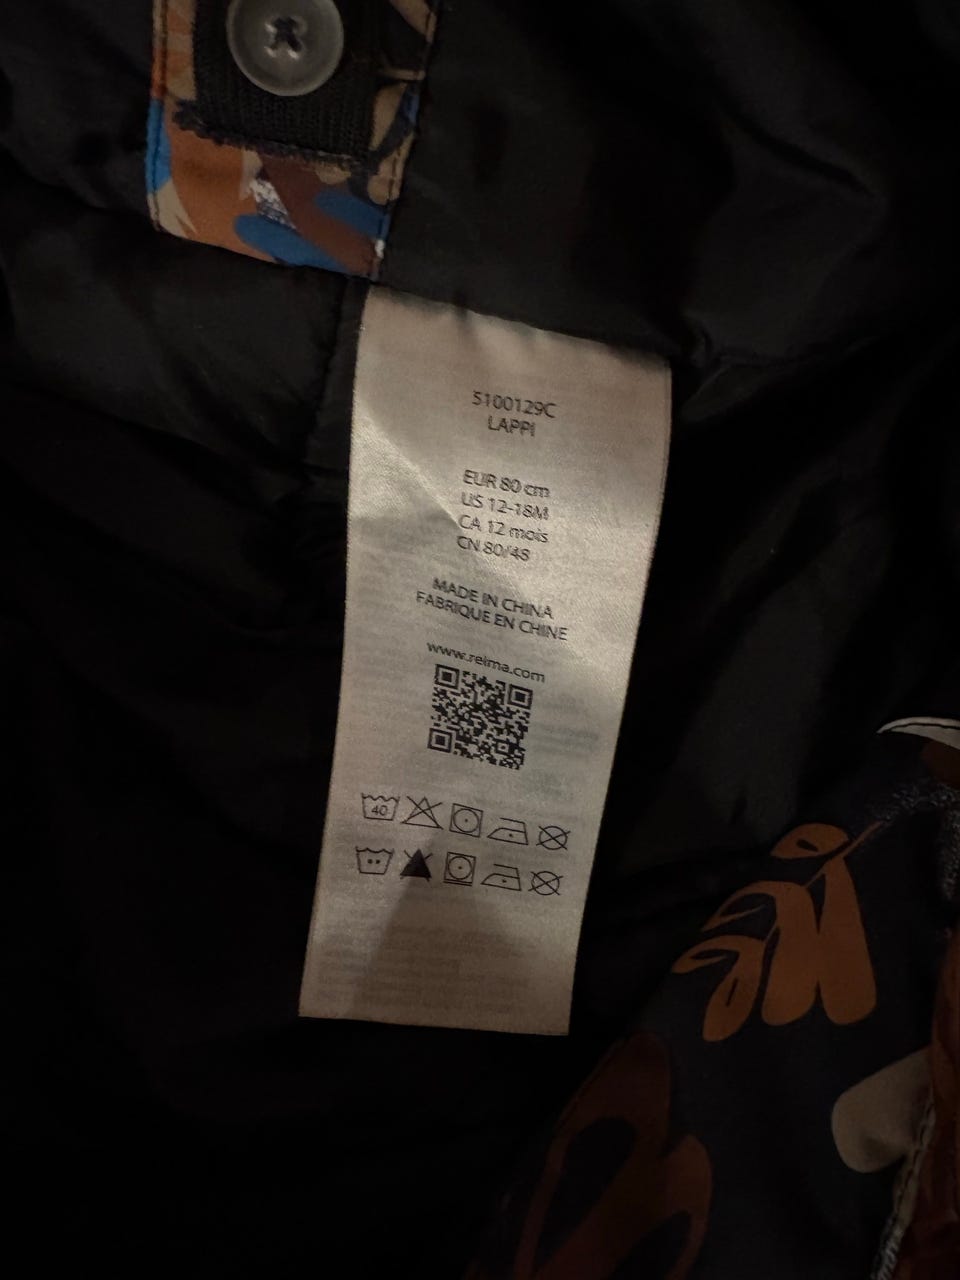 5100129C
LAPPI
EUR 80 cm
US 12-18M
CA 12 mois
CN 80/48
MADE IN CHINA
FABRIQUE EN CHINE
www.reima.com
40